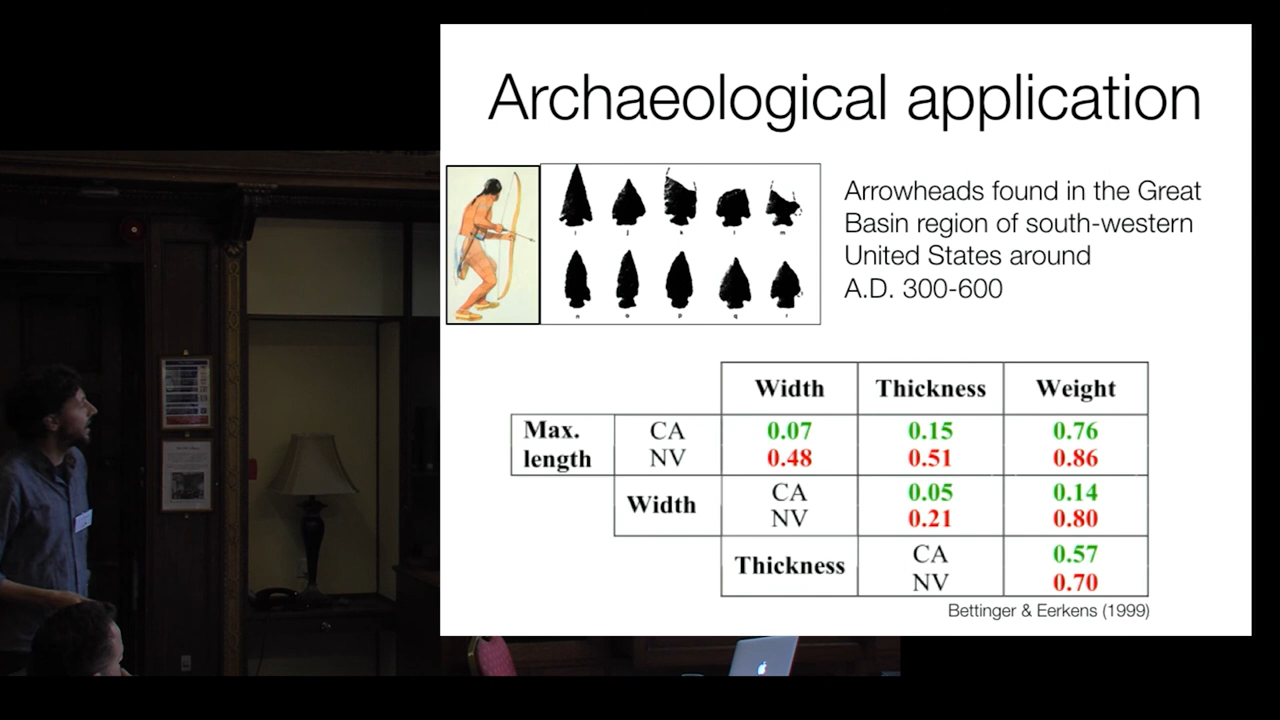 Archaeological application
Arrowheads found in the Great
Basin region of south-western
United States around
A.D. 300-600
i j k l m
n o p q r
Width Thickness Weight
Max. CA 0.07 0.15 0.76
length NV 0.48 0.51 0.86
Width CA 0.05 0.14
NV 0.21 0.80
Thickness CA 0.57
NV 0.70
Bettinger & Eerkens (1999)